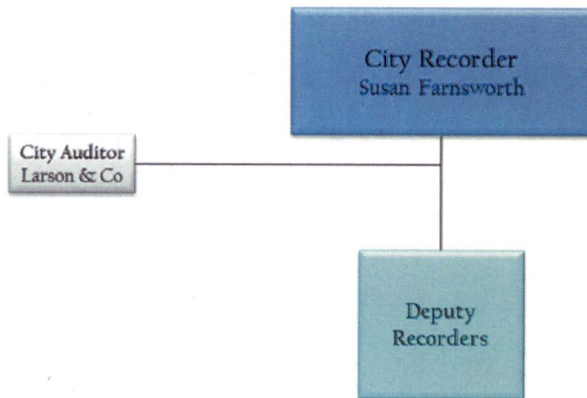 City Recorder
Susan Farnsworth
City Auditor
Larson & Co
Deputy
Recorders